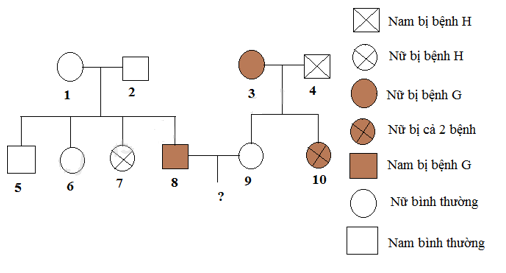 Nam bị bệnh H
Nữ bị bệnh H
1
2
3
4
Nữ bị bệnh G
Nữ bị cả 2 bệnh
5
6
7
8
9
10
?
Nam bị bệnh G
Nữ bình thường
Nam bình thường